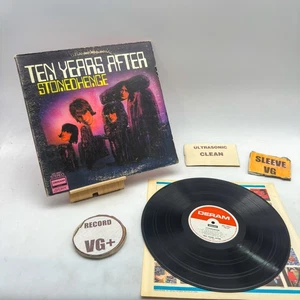 TEN YEARS AFTER
STONEDHENGE
ULTRASONIC
CLEAN
SLEEVE
VG
DERAM
RECORD
VG+